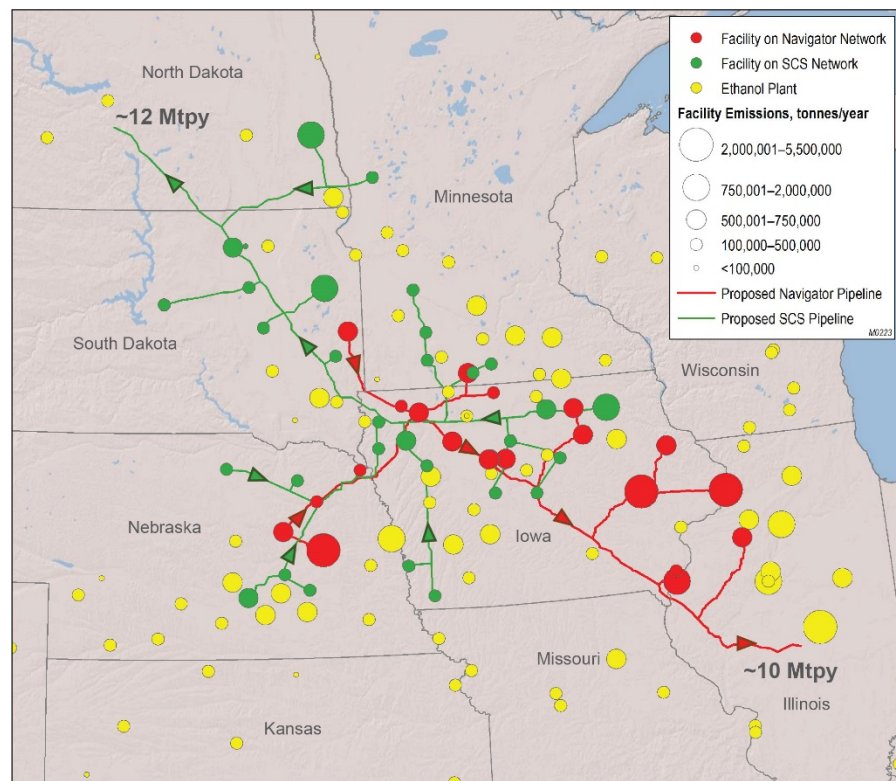 North Dakota
~12 Mtpy
Minnesota
South Dakota
Wisconsin
Nebraska
Iowa
Missouri
~10 Mtpy
Illinois
Kansas
Facility on Navigator Network
Facility on SCS Network
Ethanol Plant
Facility Emissions, tonnes/year
2,000,001–5,500,000
750,001–2,000,000
500,001–750,000
100,000–500,000
<100,000
Proposed Navigator Pipeline
Proposed SCS Pipeline
M0223